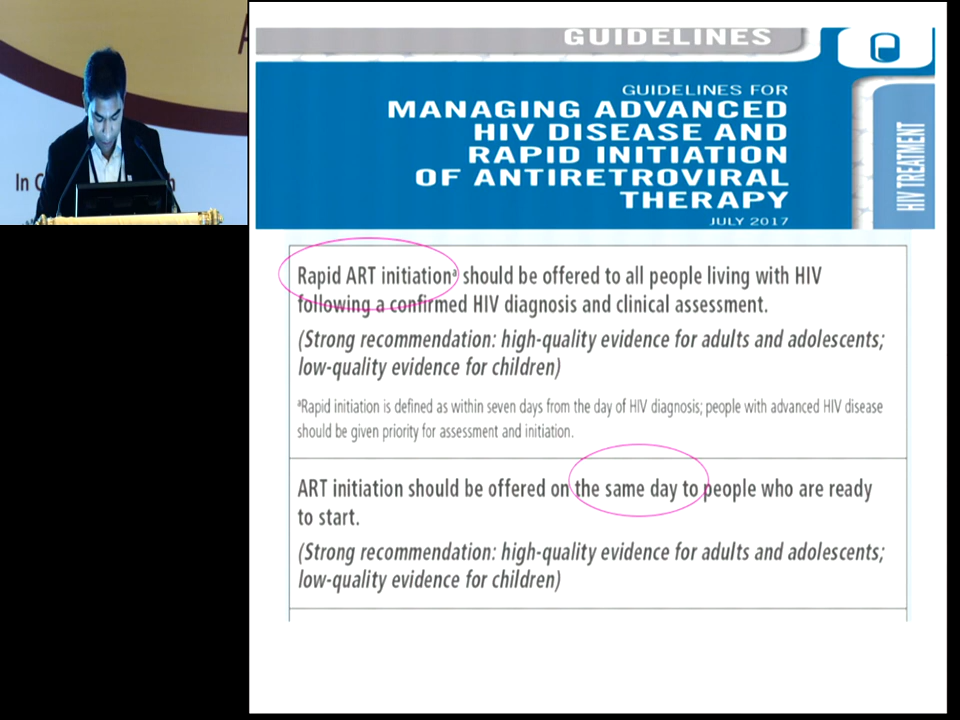 In C
n
GUIDELINES
GUIDELINES FOR
MANAGING ADVANCED
HIV DISEASE AND
RAPID INITIATION
OF ANTIRETROVIRAL
THERAPY
JULY 2017
HIV TREATMENT
Rapid ART initiationᵃ should be offered to all people living with HIV
following a confirmed HIV diagnosis and clinical assessment.
(Strong recommendation: high-quality evidence for adults and adolescents;
low-quality evidence for children)
ᵃRapid initiation is defined as within seven days from the day of HIV diagnosis; people with advanced HIV disease
should be given priority for assessment and initiation.
ART initiation should be offered on the same day to people who are ready
to start.
(Strong recommendation: high-quality evidence for adults and adolescents;
low-quality evidence for children)